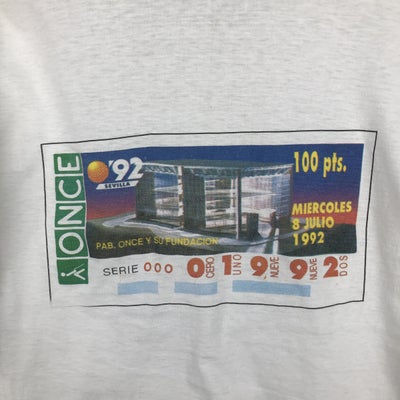 ONCE
'92
SEVILLA
100 pts.
MIERCOLES
8 JULIO
1992
PAB. ONCE Y SU FUNDACION
SERIE 000 0 CERO 1 UNO 9 NUEVE 9 NUEVE 2 DOS